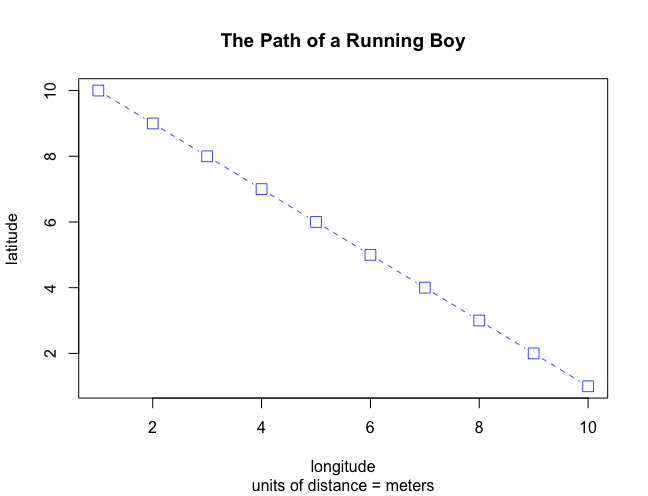 The Path of a Running Boy
10
8
6
4
2
latitude
2 4 6 8 10
longitude
units of distance = meters